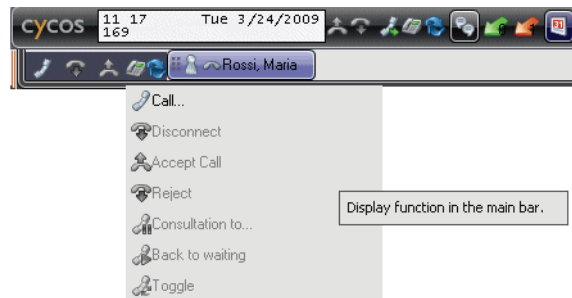 cycos 11 17 Tue 3/24/2009
169
31
Rossi, Maria
Call...
Disconnect
Accept Call
Reject
Display function in the main bar.
Consultation to...
Back to waiting
Toggle